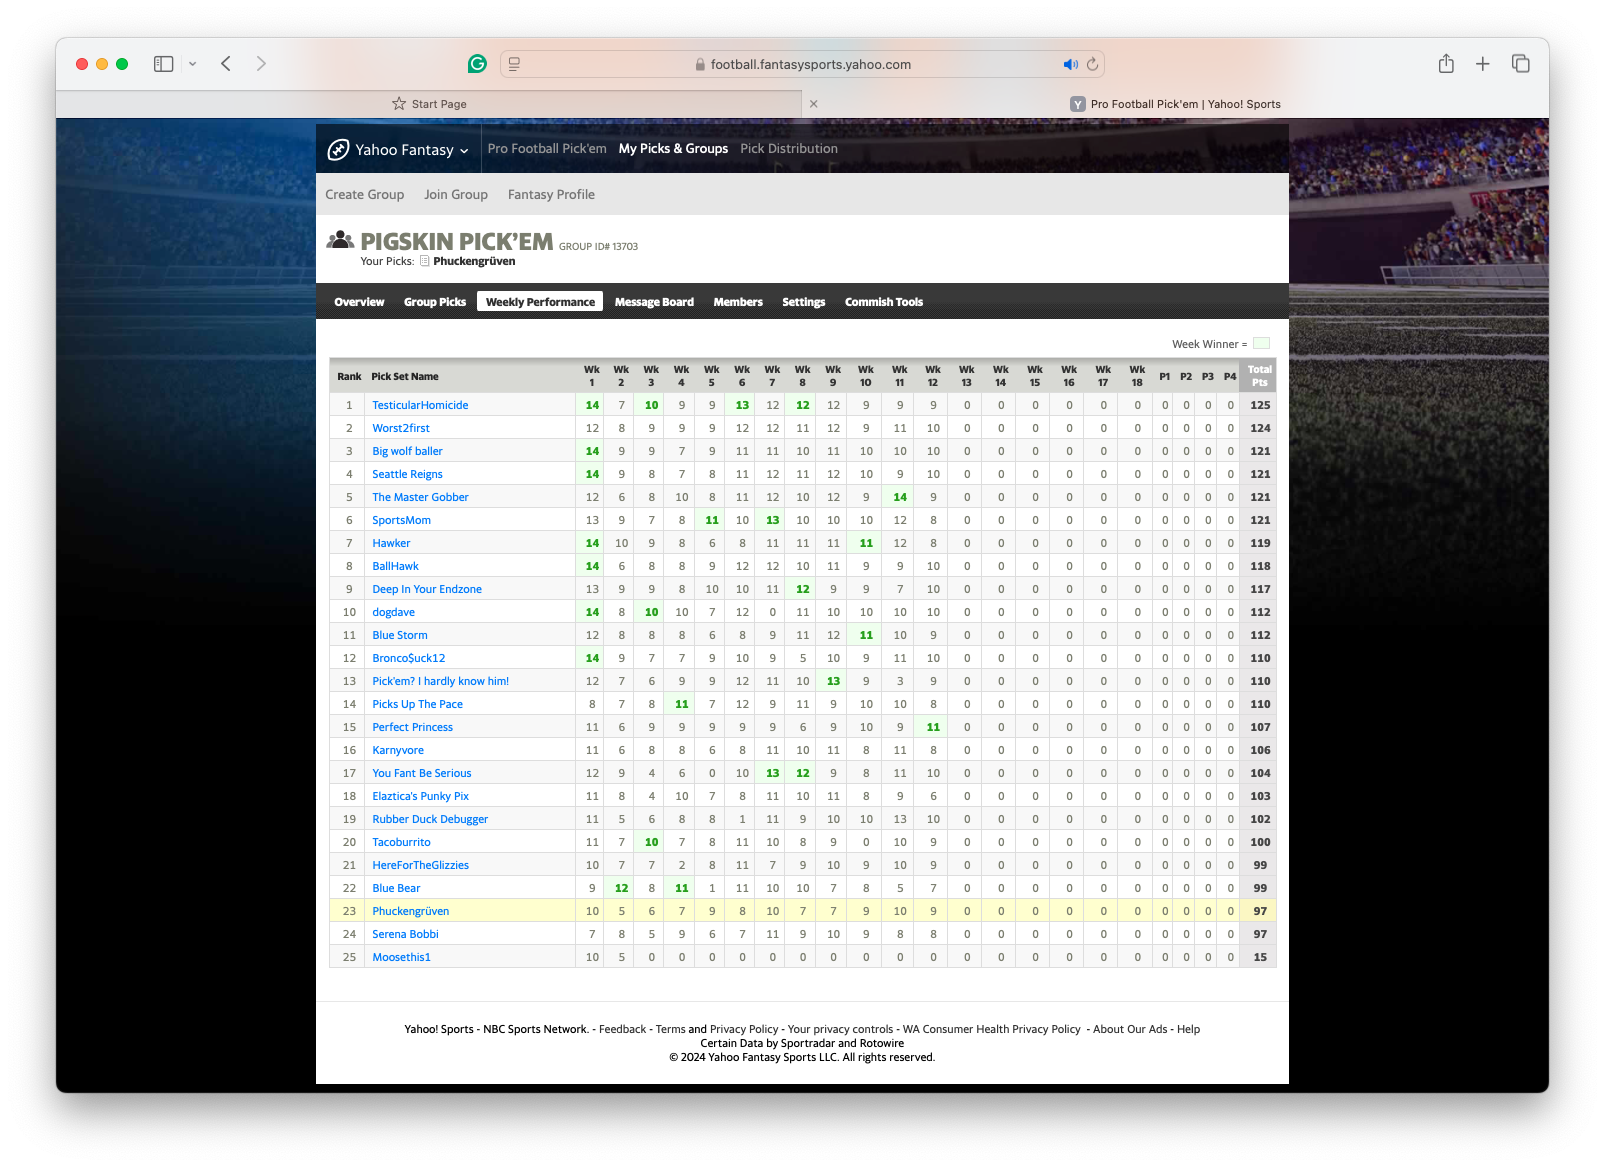 football.fantasysports.yahoo.com
Start Page
Pro Football Pick'em | Yahoo! Sports
Yahoo Fantasy Pro Football Pick'em My Picks & Groups Pick Distribution
Create Group Join Group Fantasy Profile
PIGSKIN PICK'EM GROUP ID# 13703
Your Picks: Phuckengrüven
Overview Group Picks Weekly Performance Message Board Members Settings Commish Tools
Week Winner =
Rank Pick Set Name Wk 1 Wk 2 Wk 3 Wk 4 Wk 5 Wk 6 Wk 7 Wk 8 Wk 9 Wk 10 Wk 11 Wk 12 Wk 13 Wk 14 Wk 15 Wk 16 Wk 17 Wk 18 P1 P2 P3 P4 Total Pts
1 TesticularHomicide 14 7 10 9 9 13 12 12 12 9 9 9 0 0 0 0 0 0 0 0 0 0 125
2 Worst2first 12 8 9 9 9 12 12 11 12 9 11 10 0 0 0 0 0 0 0 0 0 0 124
3 Big wolf baller 14 9 9 7 9 11 11 10 11 10 10 10 0 0 0 0 0 0 0 0 0 0 121
4 Seattle Reigns 14 9 8 7 8 11 12 11 12 10 9 10 0 0 0 0 0 0 0 0 0 0 121
5 The Master Gobber 12 6 8 10 8 11 12 10 12 9 14 9 0 0 0 0 0 0 0 0 0 0 121
6 SportsMom 13 9 7 8 11 10 13 10 10 10 12 8 0 0 0 0 0 0 0 0 0 0 121
7 Hawker 14 10 9 8 6 8 11 11 11 11 12 8 0 0 0 0 0 0 0 0 0 0 119
8 BallHawk 14 6 8 8 9 12 12 10 11 9 9 10 0 0 0 0 0 0 0 0 0 0 118
9 Deep In Your Endzone 13 9 9 8 10 10 11 12 9 9 7 10 0 0 0 0 0 0 0 0 0 0 117
10 dogdave 14 8 10 10 7 12 0 11 10 10 10 10 0 0 0 0 0 0 0 0 0 0 112
11 Blue Storm 12 8 8 8 6 8 9 11 12 11 10 9 0 0 0 0 0 0 0 0 0 0 112
12 Bronco$uck12 14 9 7 7 9 10 9 5 10 9 11 10 0 0 0 0 0 0 0 0 0 0 110
13 Pick'em? I hardly know him! 12 7 6 9 9 12 11 10 13 9 3 9 0 0 0 0 0 0 0 0 0 0 110
14 Picks Up The Pace 8 7 8 11 7 12 9 11 9 10 10 8 0 0 0 0 0 0 0 0 0 0 110
15 Perfect Princess 11 6 9 9 9 9 9 6 9 10 9 11 0 0 0 0 0 0 0 0 0 0 107
16 Karnyvore 11 6 8 8 6 8 11 10 11 8 11 8 0 0 0 0 0 0 0 0 0 0 106
17 You Fant Be Serious 12 9 4 6 0 10 13 12 9 8 11 10 0 0 0 0 0 0 0 0 0 0 104
18 Elaztica's Punky Pix 11 8 4 10 7 8 11 10 11 8 9 6 0 0 0 0 0 0 0 0 0 0 103
19 Rubber Duck Debugger 11 5 6 8 8 1 11 9 10 10 13 10 0 0 0 0 0 0 0 0 0 0 102
20 Tacoburrito 11 7 10 7 8 11 10 8 9 0 10 9 0 0 0 0 0 0 0 0 0 0 100
21 HereForTheGlizzies 10 7 7 2 8 11 7 9 10 9 10 9 0 0 0 0 0 0 0 0 0 0 99
22 Blue Bear 9 12 8 11 1 11 10 10 7 8 5 7 0 0 0 0 0 0 0 0 0 0 99
23 Phuckengrüven 10 5 6 7 9 8 10 7 7 9 10 9 0 0 0 0 0 0 0 0 0 0 97
24 Serena Bobbi 7 8 5 9 6 7 11 9 10 9 8 8 0 0 0 0 0 0 0 0 0 0 97
25 Moosethis1 10 5 0 0 0 0 0 0 0 0 0 0 0 0 0 0 0 0 0 0 0 0 15
Yahoo! Sports - NBC Sports Network. - Feedback - Terms and Privacy Policy - Your privacy controls - WA Consumer Health Privacy Policy - About Our Ads - Help
Certain Data by Sportradar and Rotowire
© 2024 Yahoo Fantasy Sports LLC. All rights reserved.